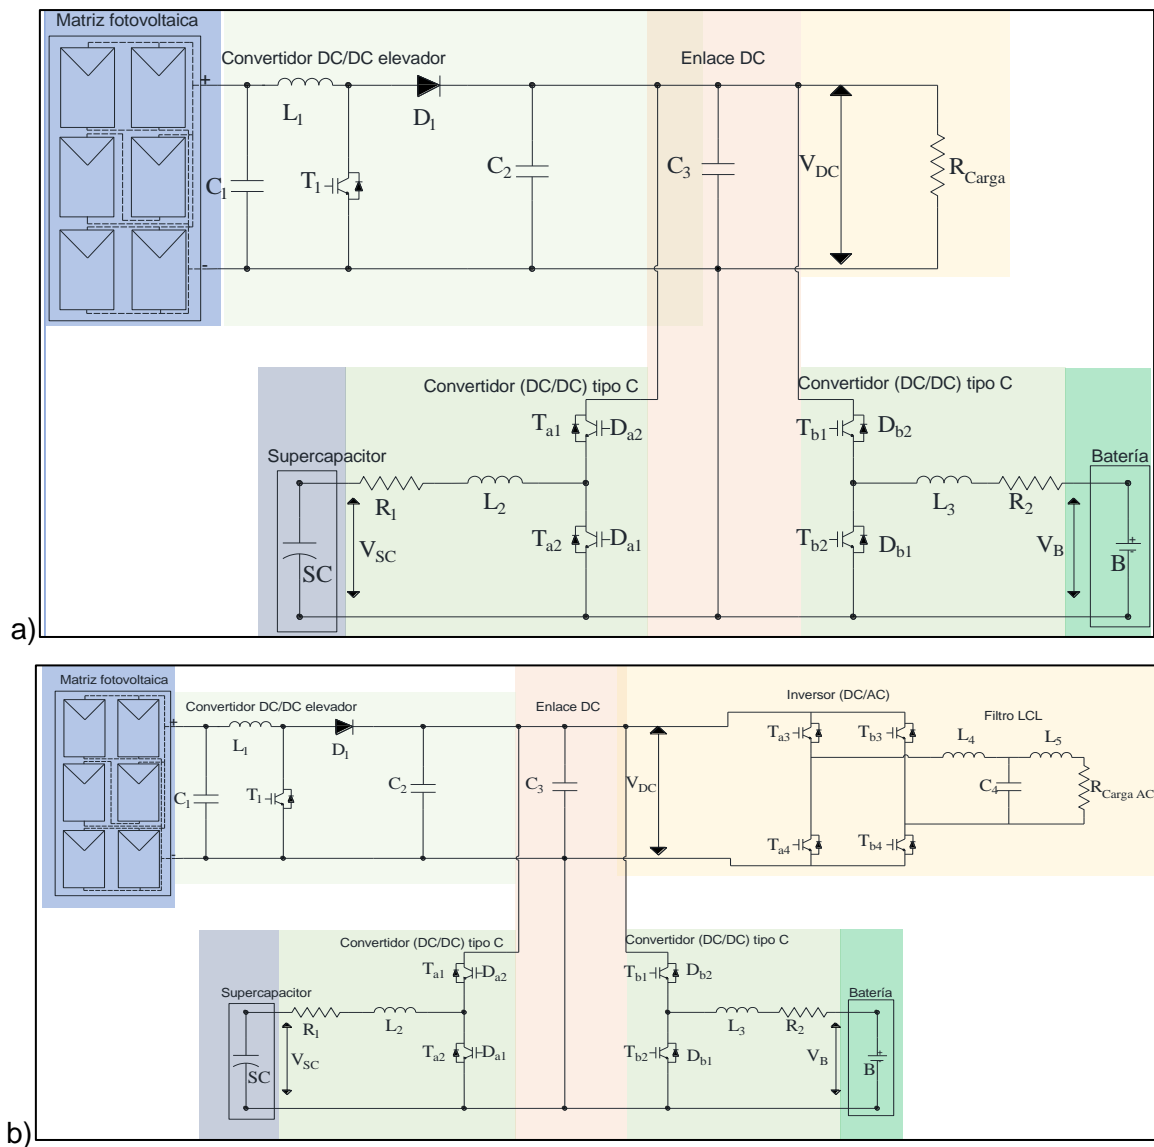 Matriz fotovoltaica
Convertidor DC/DC elevador
Enlace DC
+
L1
D1
C1
T1
C2
C3
VDC
RCarga
-
Convertidor (DC/DC) tipo C
Convertidor (DC/DC) tipo C
Ta1
Da2
Tb1
Db2
Supercapacitor
Batería
R1
L2
L3
R2
VSC
Ta2
Da1
Tb2
Db1
VB
SC
B
+
-
a)
Matriz fotovoltaica
Convertidor DC/DC elevador
Enlace DC
Inversor (DC/AC)
Filtro LCL
+
L1
D1
Ta3
Tb3
L4
L5
C1
T1
C2
C3
VDC
C4
RCarga AC
-
Ta4
Tb4
Convertidor (DC/DC) tipo C
Convertidor (DC/DC) tipo C
Ta1
Da2
Tb1
Db2
Supercapacitor
Batería
R1
L2
L3
R2
VSC
Ta2
Da1
Tb2
Db1
VB
SC
B
+
-
b)